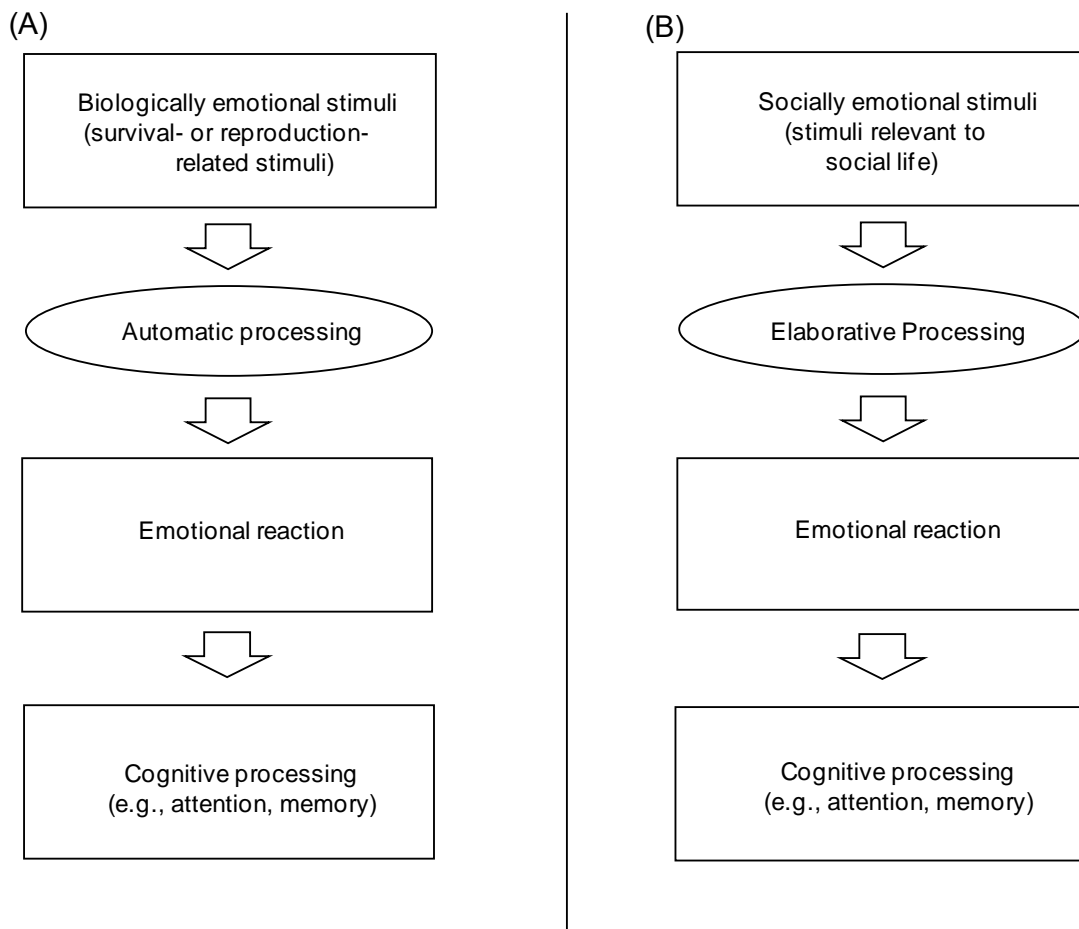 (A)
Biologically emotional stimuli
(survival- or reproduction-
related stimuli)
Automatic processing
Emotional reaction
Cognitive processing
(e.g., attention, memory)
(B)
Socially emotional stimuli
(stimuli relevant to
social life)
Elaborative Processing
Emotional reaction
Cognitive processing
(e.g., attention, memory)